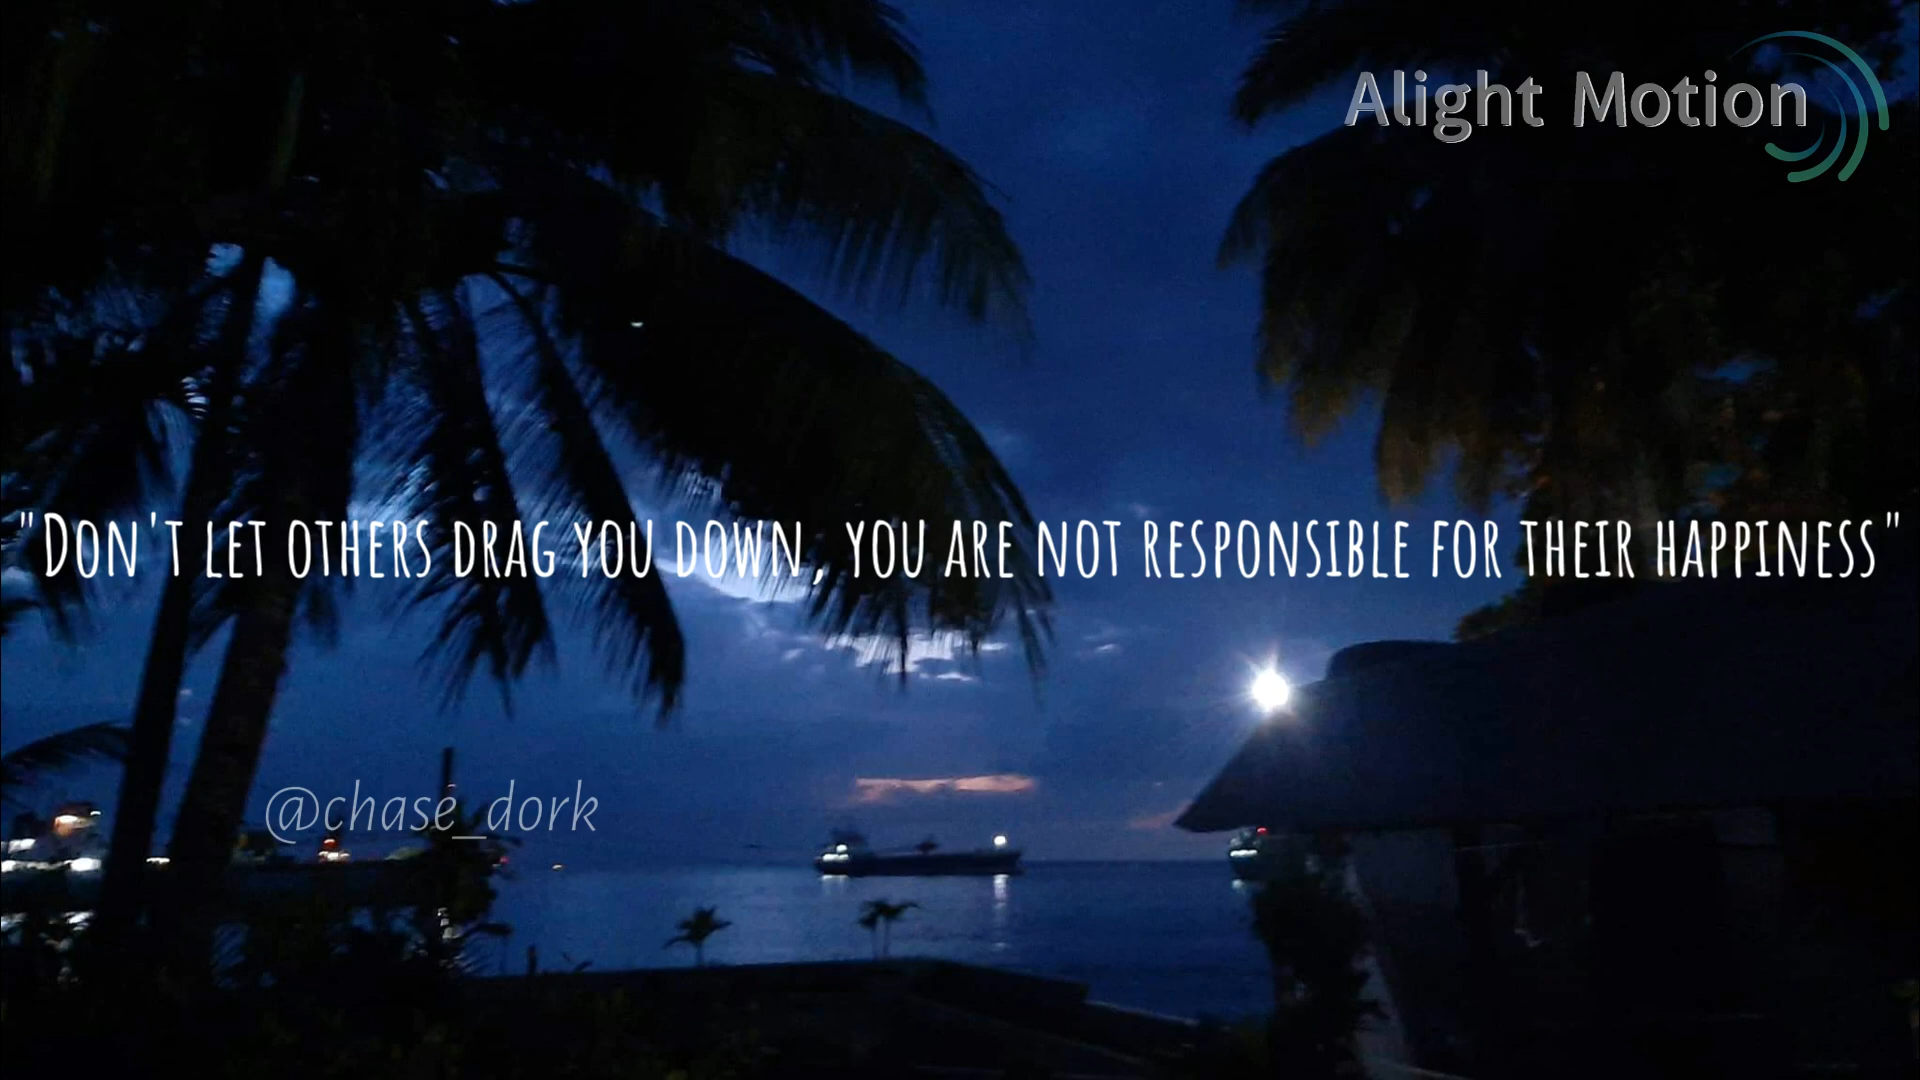 Alight Motion
"Don't let others drag you down, you are not responsible for their happiness"
@chase_dork